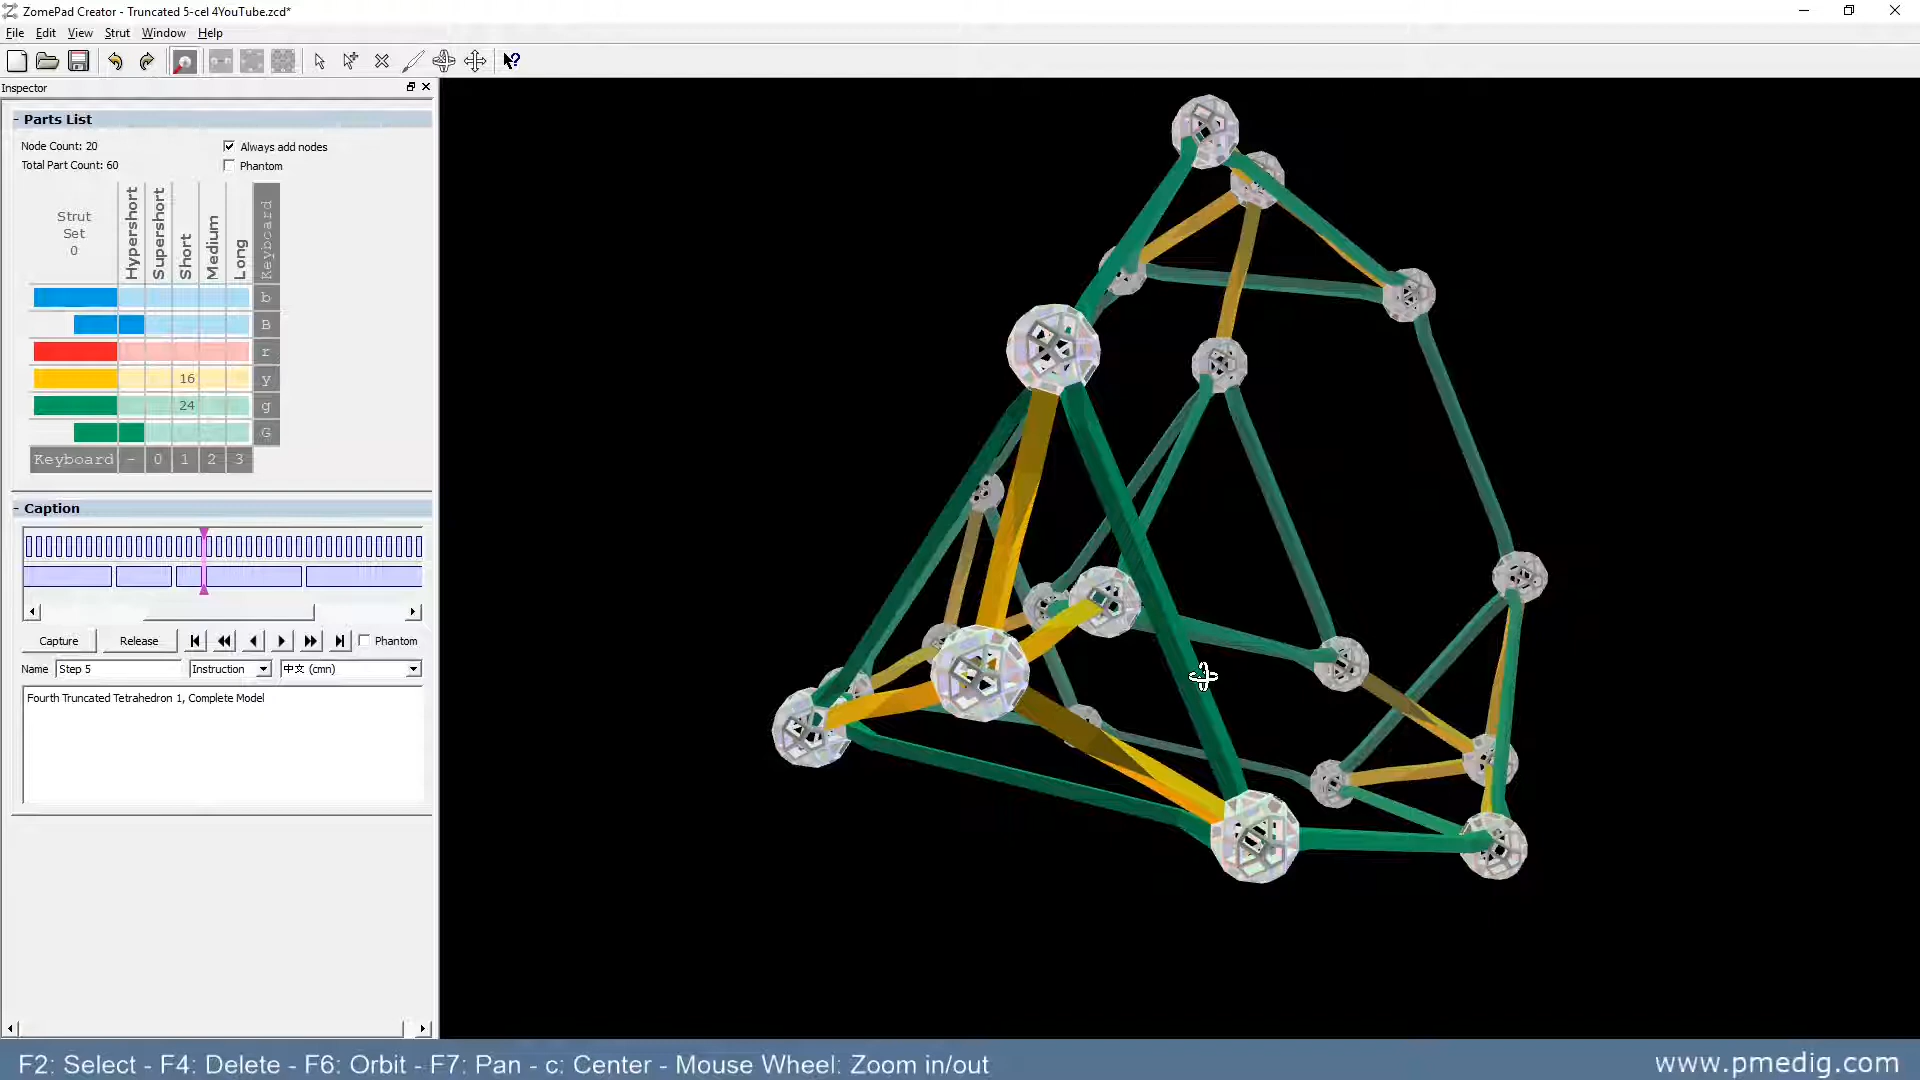 ZomePad Creator - Truncated 5-cel 4YouTube.zcd*
File Edit View Strut Window Help
Inspector
- Parts List
Node Count: 20
Always add nodes
Total Part Count: 60
Phantom
Strut
Set
0
Hypershort
Supershort
Short
Medium
Long
Keyboard
b
B
r
16 y
24 g
G
Keyboard - 0 1 2 3
- Caption
Capture Release Phantom
Name Step 5 Instruction 中文 (cmn)
Fourth Truncated Tetrahedron 1, Complete Model
F2: Select - F4: Delete - F6: Orbit - F7: Pan - c: Center - Mouse Wheel: Zoom in/out
www.pmedig.com